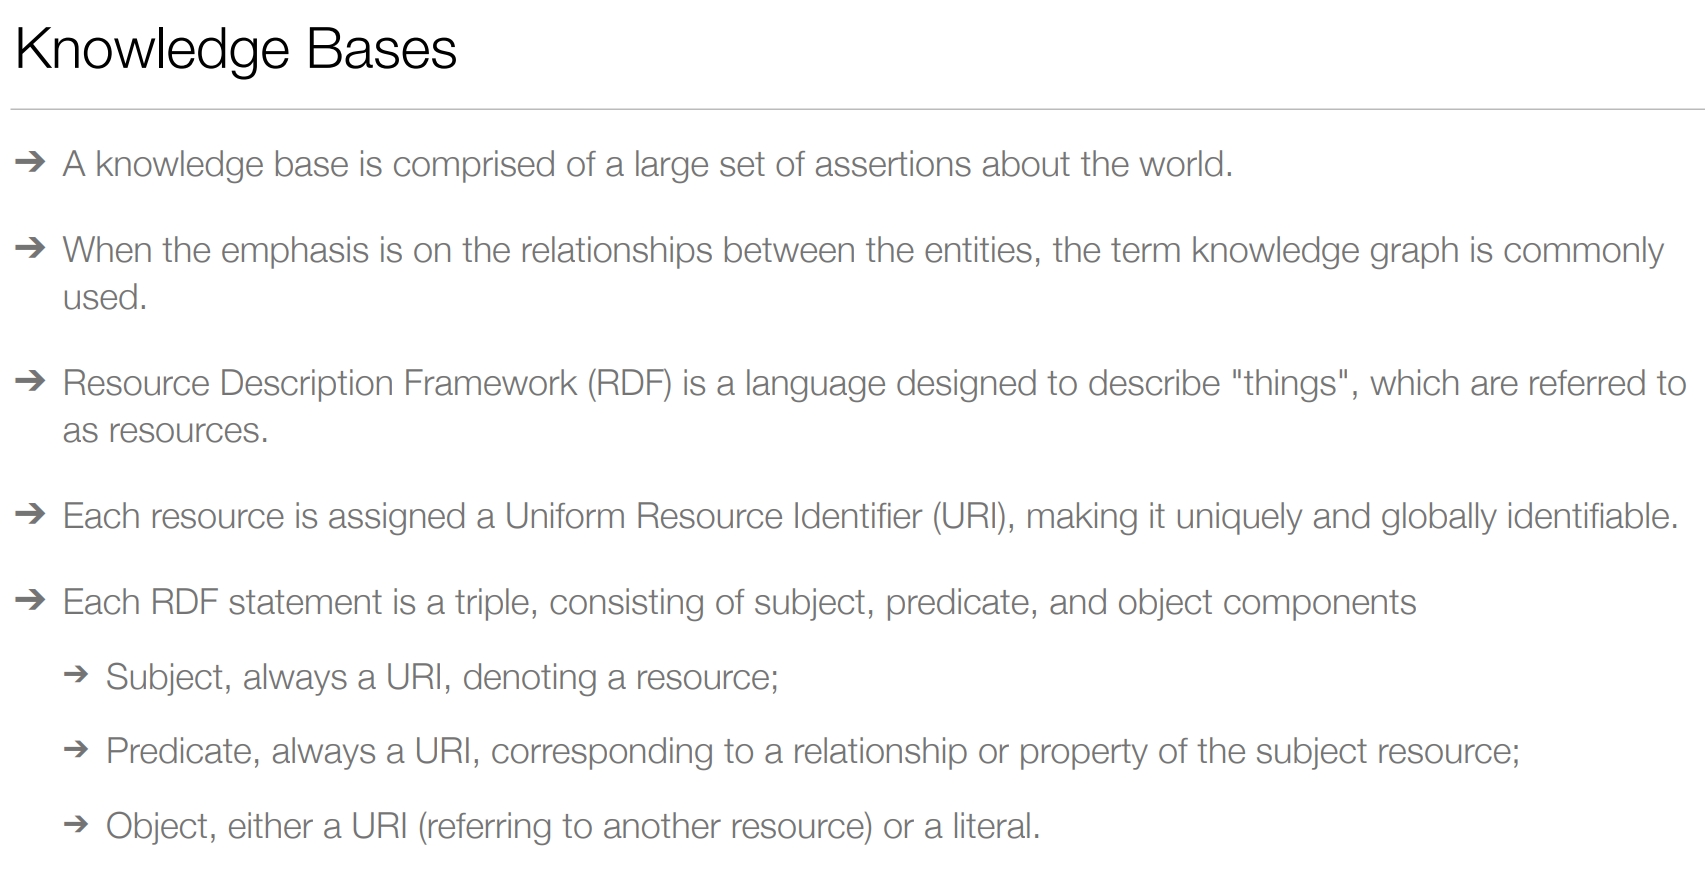 Knowledge Bases
➔ A knowledge base is comprised of a large set of assertions about the world.
➔ When the emphasis is on the relationships between the entities, the term knowledge graph is commonly
used.
➔ Resource Description Framework (RDF) is a language designed to describe "things", which are referred to
as resources.
➔ Each resource is assigned a Uniform Resource Identifier (URI), making it uniquely and globally identifiable.
➔ Each RDF statement is a triple, consisting of subject, predicate, and object components
➔ Subject, always a URI, denoting a resource;
➔ Predicate, always a URI, corresponding to a relationship or property of the subject resource;
➔ Object, either a URI (referring to another resource) or a literal.